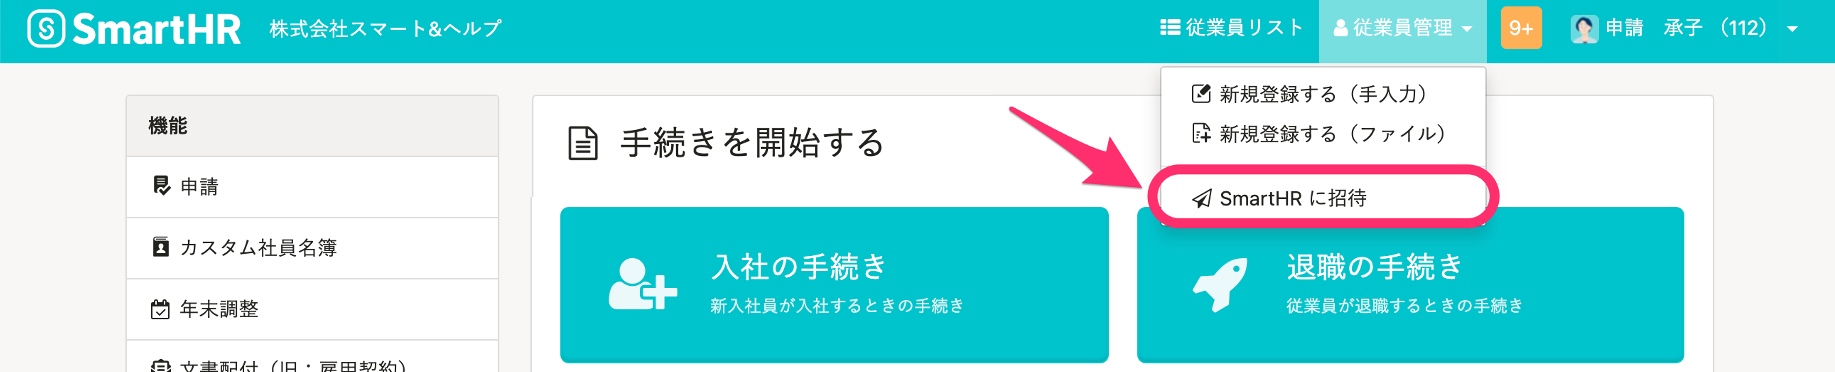 SmartHR 株式会社スマート&ヘルプ 従業員リスト 従業員管理 9+ 申請 承子 （112）
新規登録する（手入力）
新規登録する（ファイル）
SmartHR に招待
機能
申請
カスタム社員名簿
年末調整
文書配付（旧：雇用契約）
手続きを開始する
入社の手続き
新入社員が入社するときの手続き
退職の手続き
従業員が退職するときの手続き